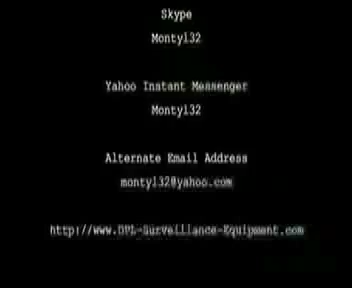 Skype
Monty132
Yahoo Instant Messenger
Monty132
Alternate Email Address
monty132@yahoo.com
http://www.DPL-Surveillance-Equipment.com